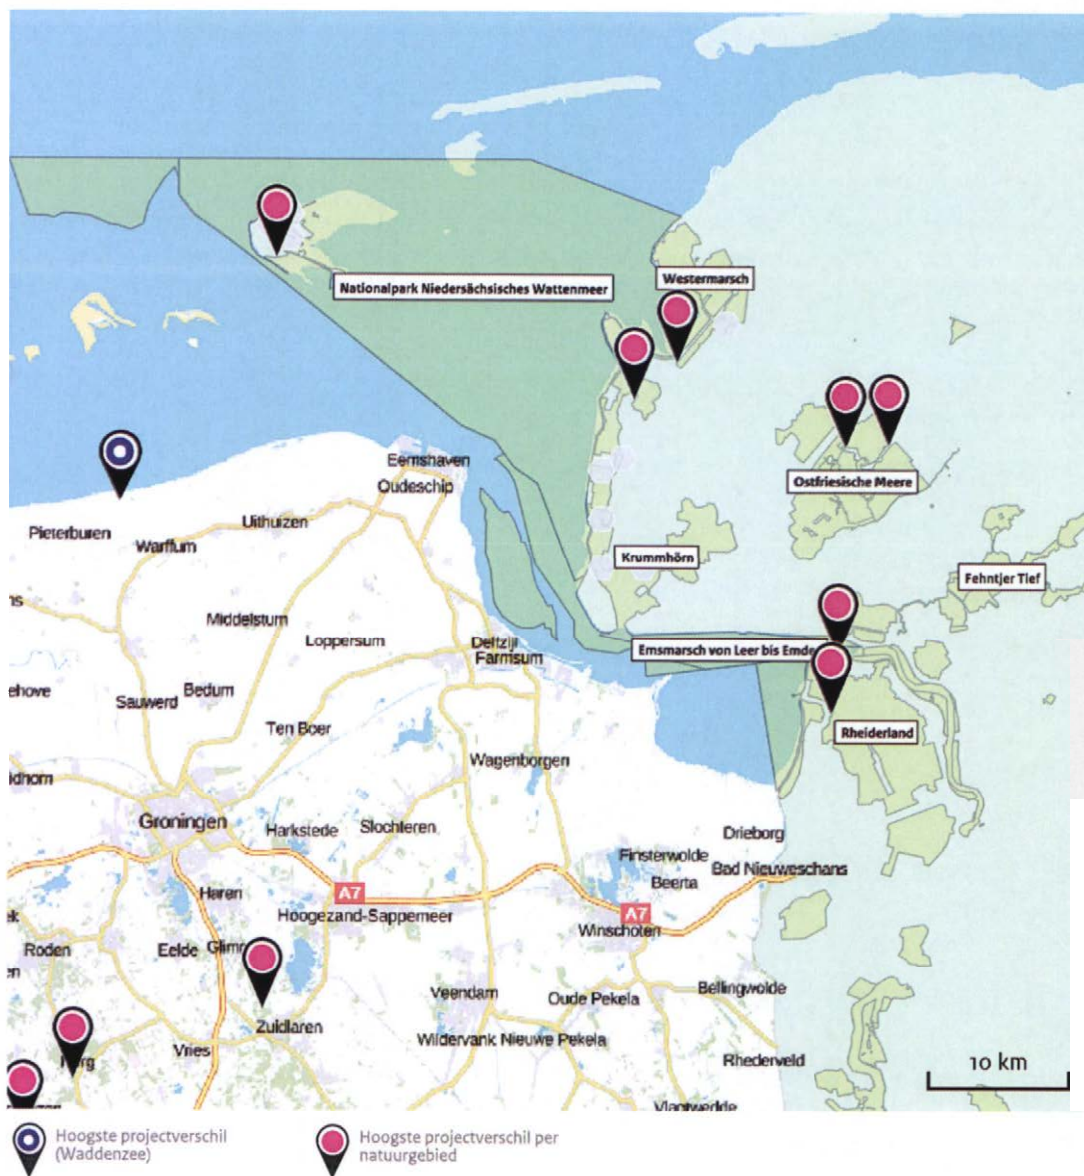 Nationalpark Niedersächsisches Wattenmeer
Westermarsch
Ostfriesische Meere
Krummhörn
Fehntjer Tief
Emsmarsch von Leer bis Emde
Rheiderland
Eemshaven
Oudeschip
Uithuizen
Pieterburen
Warffum
Middelstum
Loppersum
Delfzijl
Farmsum
Sauwerd
Bedum
Ten Boer
Wagenborgen
Groningen
Harkstede
Slochteren
Drieborg
Finsterwolde
Bad Nieuweschans
Beerta
Haren
A7
Hoogezand-Sappemeer
A7
Winschoten
Roden
Eelde
Veendam
Oude Pekela
Bellingwolde
Zuidlaren
Vries
Wildervank
Nieuwe Pekela
Rhederveld
Vlagtwedde
10 km
Hoogste projectverschil
(Waddenzee)
Hoogste projectverschil per
natuurgebied